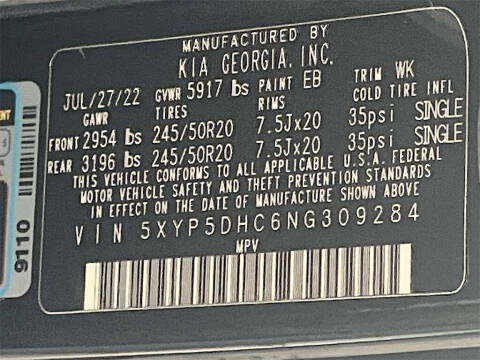 MANUFACTURED BY
KIA GEORGIA, INC.
JUL/27/22 GVWR 5917 lbs PAINT EB TRIM WK
GAWR TIRES RIMS COLD TIRE INFL
FRONT 2954 lbs 245/50R20 7.5Jx20 35psi SINGLE
REAR 3196 lbs 245/50R20 7.5Jx20 35psi SINGLE
THIS VEHICLE CONFORMS TO ALL APPLICABLE U.S.A. FEDERAL
MOTOR VEHICLE SAFETY AND THEFT PREVENTION STANDARDS
IN EFFECT ON THE DATE OF MANUFACTURE SHOWN ABOVE
VIN 5XYP5DHC6NG309284
MPV
9110